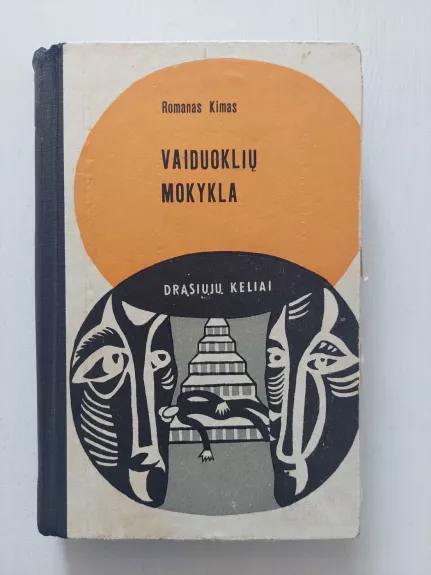 Romanas Kimas
VAIDUOKLIŲ
MOKYKLA
DRĄSIŲJŲ KELIAI